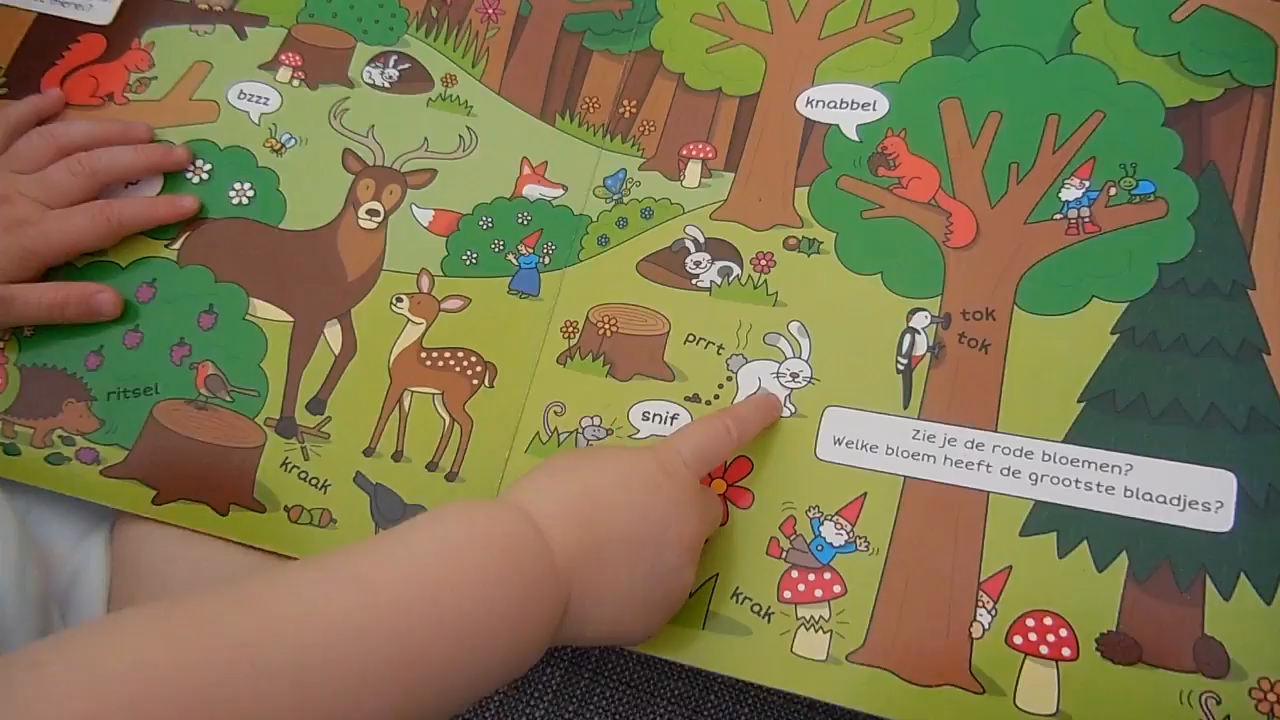 bzzz
knabbel
tok
tok
prrt
snif
ritsel
kraak
Zie je de rode bloemen?
Welke bloem heeft de grootste blaadjes?
krak